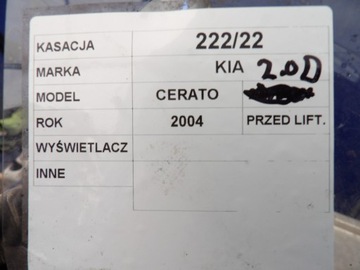 KASACJA 222/22
MARKA KIA 2.0D
MODEL CERATO
ROK 2004 PRZED LIFT.
WYŚWIETLACZ
INNE